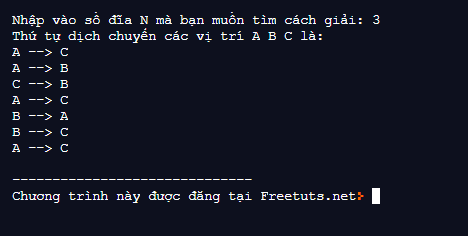 Nhập vào số đĩa N mà bạn muốn tìm cách giải: 3
Thứ tự dịch chuyển các vị trí A B C là:
A --> C
A --> B
C --> B
A --> C
B --> A
B --> C
A --> C
------------------------------
Chương trình này được đăng tại Freetuts.net